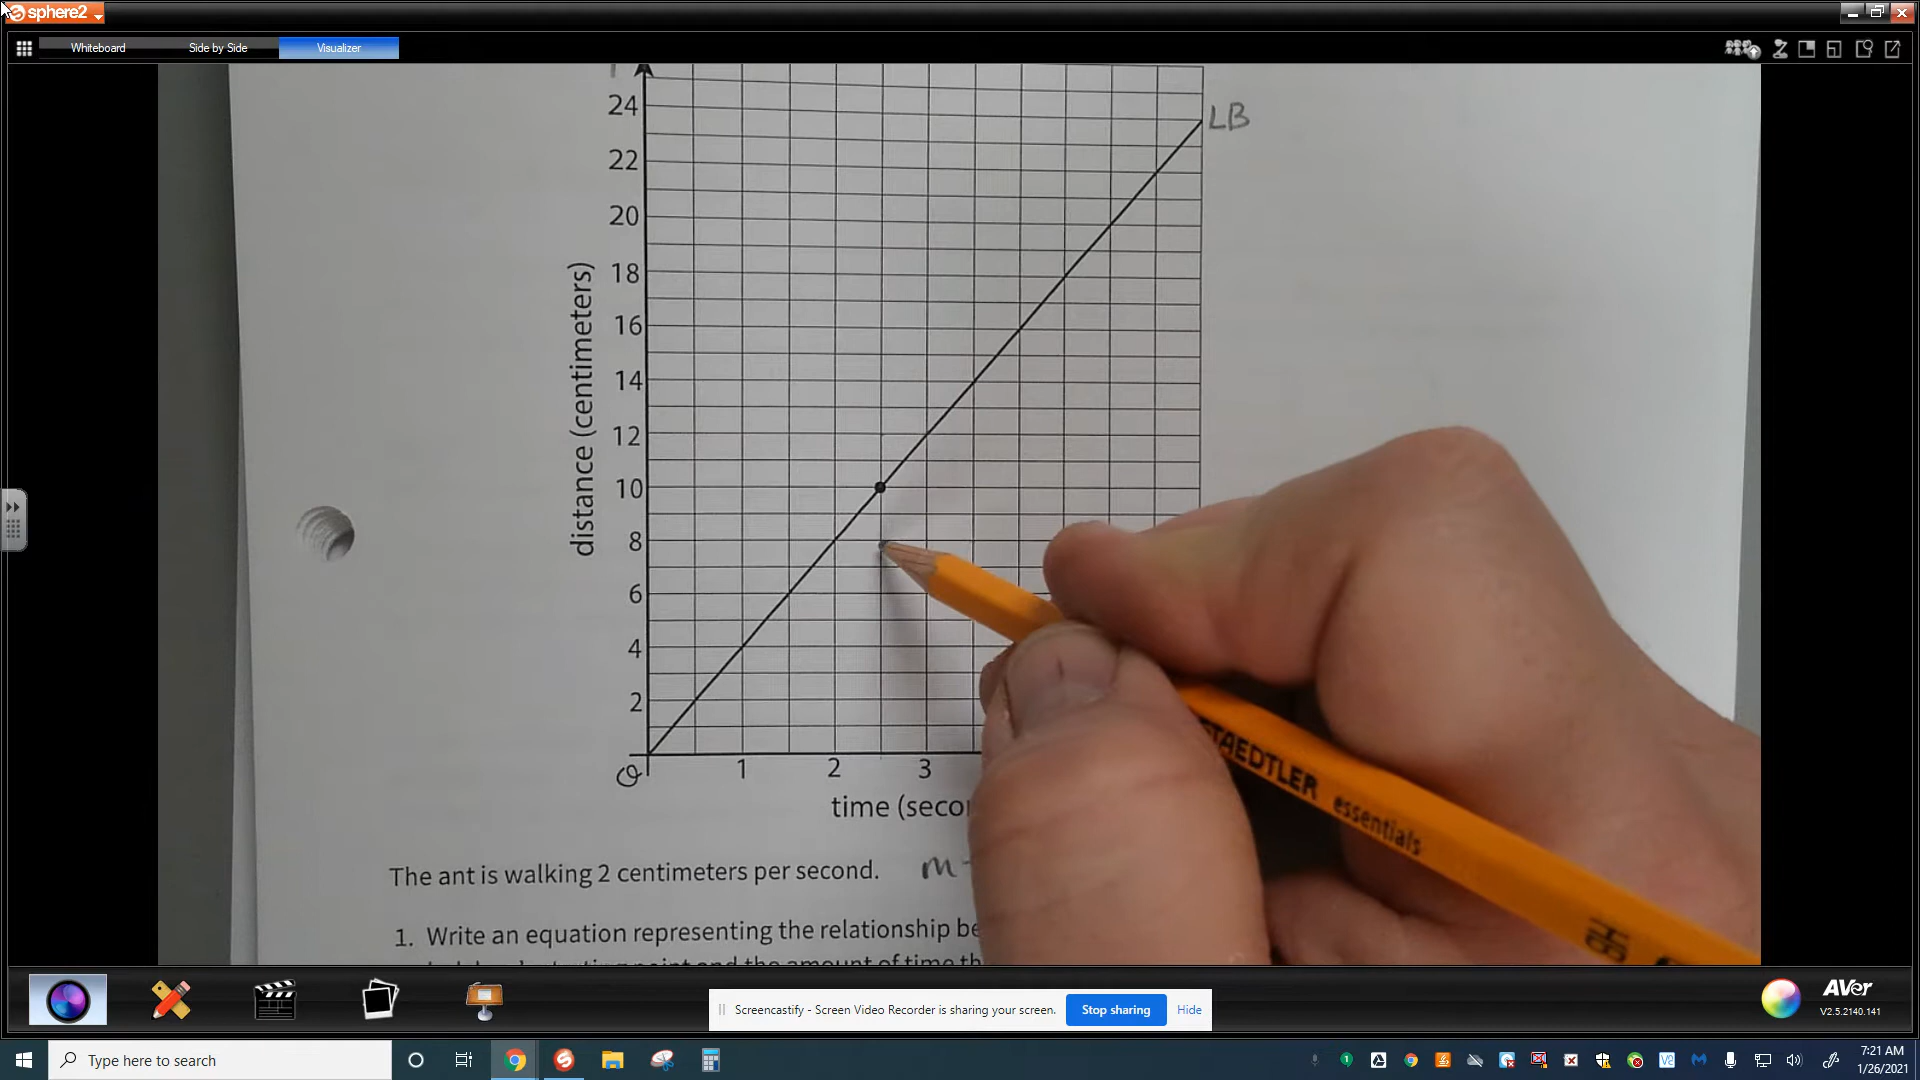 sphere2
Whiteboard
Side by Side
Visualizer
24
22
20
18
16
14
12
10
8
6
4
2
distance (centimeters)
LB
O
1
2
3
time (seco
The ant is walking 2 centimeters per second.
m
1. Write an equation representing the relationship be
STAEDTLER essentials
HB
Screencastify - Screen Video Recorder is sharing your screen.
Stop sharing
Hide
AVer
V2.5.2140.141
Type here to search
7:21 AM
1/26/2021